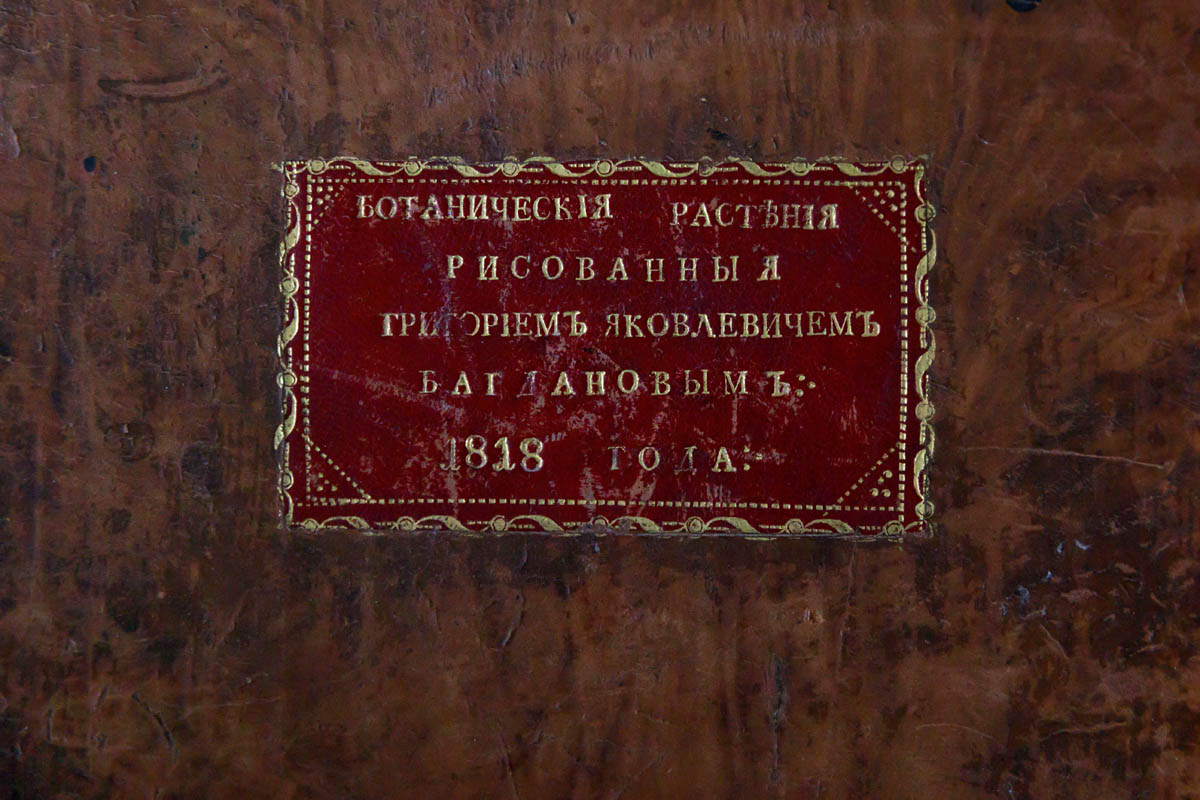 БОТАНИЧЕСКІЯ РАСТѢНІЯ
РИСОВАННЫЯ
ГРИГОРІЕМЪ ЯКОВЛЕВИЧЕМЪ
БАГДАНОВЫМЪ:
1818 ГОДА: